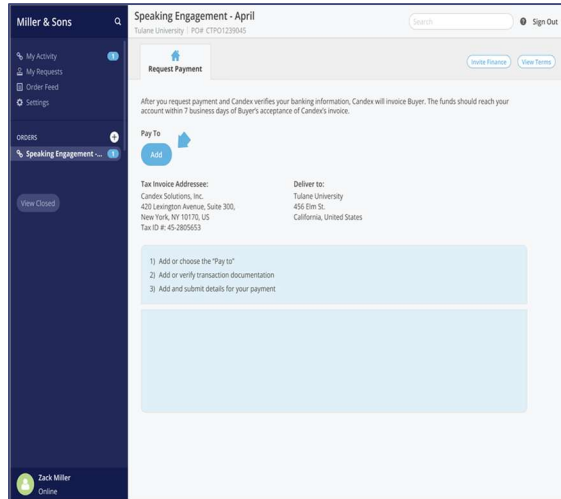 Miller & Sons
My Activity 1
My Requests
Order Feed
Settings
ORDERS
Speaking Engagement -... 1
View Closed
Zack Miller
Online
Speaking Engagement - April
Tulane University | PO# CTPO1239045
Search
Sign Out
Request Payment
Invite Finance
View Terms
After you request payment and Candex verifies your banking information, Candex will invoice Buyer. The funds should reach your
account within 7 business days of Buyer's acceptance of Candex's invoice.
Pay To
Add
Tax Invoice Addressee:
Candex Solutions, Inc.
420 Lexington Avenue, Suite 300,
New York, NY 10170, US
Tax ID #: 45-2805653
Deliver to:
Tulane University
456 Elm St.
California, United States
1) Add or choose the "Pay to"
2) Add or verify transaction documentation
3) Add and submit details for your payment